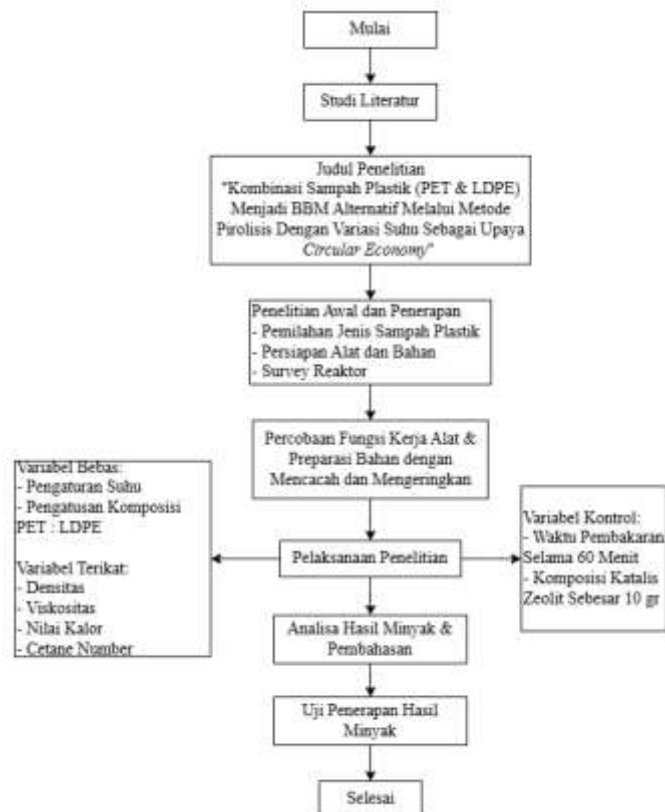 Mulai
Studi Literatur
Judul Penelitian
"Kombinasi Sampah Plastik (PET & LDPE)
Menjadi BBM Alternatif Melalui Metode
Pirolisis Dengan Variasi Suhu Sebagai Upaya
Circular Economy"
Penelitian Awal dan Penerapan
- Pemilahan Jenis Sampah Plastik
- Persiapan Alat dan Bahan
- Survey Reaktor
Percobaan Fungsi Kerja Alat &
Preparasi Bahan dengan
Mencacah dan Mengeringkan
Variabel Bebas:
- Pengaturan Suhu
- Pengatusan Komposisi
PET : LDPE
Variabel Terikat:
- Densitas
- Viskositas
- Nilai Kalor
- Cetane Number
Pelaksanaan Penelitian
Variabel Kontrol:
- Waktu Pembakaran
Selama 60 Menit
- Komposisi Katalis
Zeolit Sebesar 10 gr
Analisa Hasil Minyak &
Pembahasan
Uji Penerapan Hasil
Minyak
Selesai